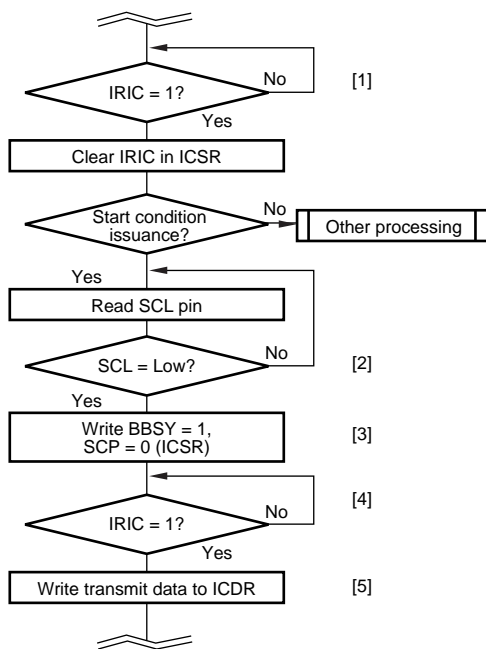 No
IRIC = 1?
[1]
Yes
Clear IRIC in ICSR
Start condition
issuance?
No
Other processing
Yes
Read SCL pin
SCL = Low?
No
[2]
Yes
Write BBSY = 1,
SCP = 0 (ICSR)
[3]
[4]
IRIC = 1?
No
Yes
Write transmit data to ICDR
[5]